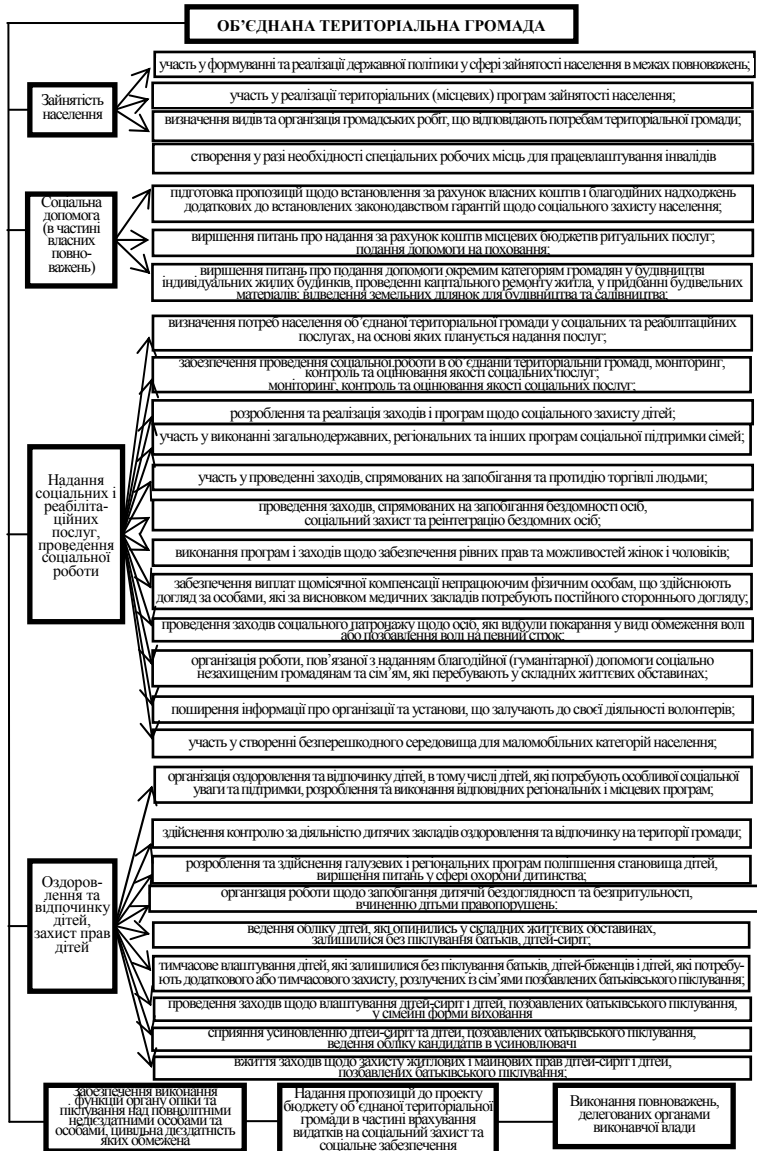 ОБ’ЄДНАНА ТЕРИТОРІАЛЬНА ГРОМАДА
Зайнятість
населення
участь у формуванні та реалізації державної політики у сфері зайнятості населення в межах повноважень;
участь у реалізації територіальних (місцевих) програм зайнятості населення;
визначення видів та організація громадських робіт, що відповідають потребам територіальної громади;
створення у разі необхідності спеціальних робочих місць для працевлаштування інвалідів
Соціальна
допомога
(в частині
власних
повно-
важень)
підготовка пропозицій щодо встановлення за рахунок власних коштів і благодійних надходжень
додаткових до встановлених законодавством гарантій щодо соціального захисту населення;
вирішення питань про надання за рахунок коштів місцевих бюджетів ритуальних послуг;
подання допомоги на поховання;
вирішення питань про подання допомоги окремим категоріям громадян у будівництві
індивідуальних жилих будинків, проведенні капітального ремонту житла, у придбанні будівельних
матеріалів; відведення земельних ділянок для будівництва та садівництва;
Надання
соціальних і
реабіліта-
ційних
послуг,
проведення
соціальної
роботи
визначення потреб населення об´єднаної територіальної громади у соціальних та реабілітаційних
послугах, на основі яких планується надання послуг;
забезпечення проведення соціальної роботи в об´єднаній територіальній громаді, моніторинг,
контроль та оцінювання якості соціальних послуг;
моніторинг, контроль та оцінювання якості соціальних послуг;
розроблення та реалізація заходів і програм щодо соціального захисту дітей;
участь у виконанні загальнодержавних, регіональних та інших програм соціальної підтримки сімей;
участь у проведенні заходів, спрямованих на запобігання та протидію торгівлі людьми;
проведення заходів, спрямованих на запобігання бездомності осіб,
соціальний захист та реінтеграцію бездомних осіб;
виконання програм і заходів щодо забезпечення рівних прав та можливостей жінок і чоловіків;
забезпечення виплат щомісячної компенсації непрацюючим фізичним особам, що здійснюють
догляд за особами, які за висновком медичних закладів потребують постійного стороннього догляду;
проведення заходів соціального патронажу щодо осіб, які відбули покарання у виді обмеження волі
або позбавлення волі на певний строк;
організація роботи, пов’язаної з наданням благодійної (гуманітарної) допомоги соціально
незахищеним громадянам та сім’ям, які перебувають у складних життєвих обставинах;
поширення інформації про організації та установи, що залучають до своєї діяльності волонтерів;
участь у створенні безперешкодного середовища для маломобільних категорій населення;
Оздоров-
лення та
відпочинку
дітей,
захист прав
дітей
організація оздоровлення та відпочинку дітей, в тому числі дітей, які потребують особливої соціальної
уваги та підтримки, розроблення та виконання відповідних регіональних і місцевих програм;
здійснення контролю за діяльністю дитячих закладів оздоровлення та відпочинку на території громади;
розроблення та здійснення галузевих і регіональних програм поліпшення становища дітей,
вирішення питань у сфері охорони дитинства;
організація роботи щодо запобігання дитячій бездоглядності та безпритульності,
вчиненню дітьми правопорушень;
ведення обліку дітей, які опинились у складних життєвих обставинах,
залишилися без піклування батьків, дітей-сиріт;
тимчасове влаштування дітей, які залишилися без піклування батьків, дітей-біженців і дітей, які потребу-
ють додаткового або тимчасового захисту, розлучених із сім’ями позбавлених батьківського піклування;
проведення заходів щодо влаштування дітей-сиріт і дітей, позбавлених батьківського піклування,
у сімейні форми виховання
сприяння усиновленню дітей-сиріт та дітей, позбавлених батьківського піклування,
ведення обліку кандидатів в усиновлювачі
вжиття заходів щодо захисту житлових і майнових прав дітей-сиріт і дітей,
позбавлених батьківського піклування;
Забезпечення виконання
функцій органу опіки та
піклування над повнолітніми
недієздатними особами та
особами, цивільна дієздатність
яких обмежена
Надання пропозицій до проекту
бюджету об´єднаної територіальної
громади в частині врахування
видатків на соціальний захист та
соціальне забезпечення
Виконання повноважень,
делегованих органами
виконавчої влади